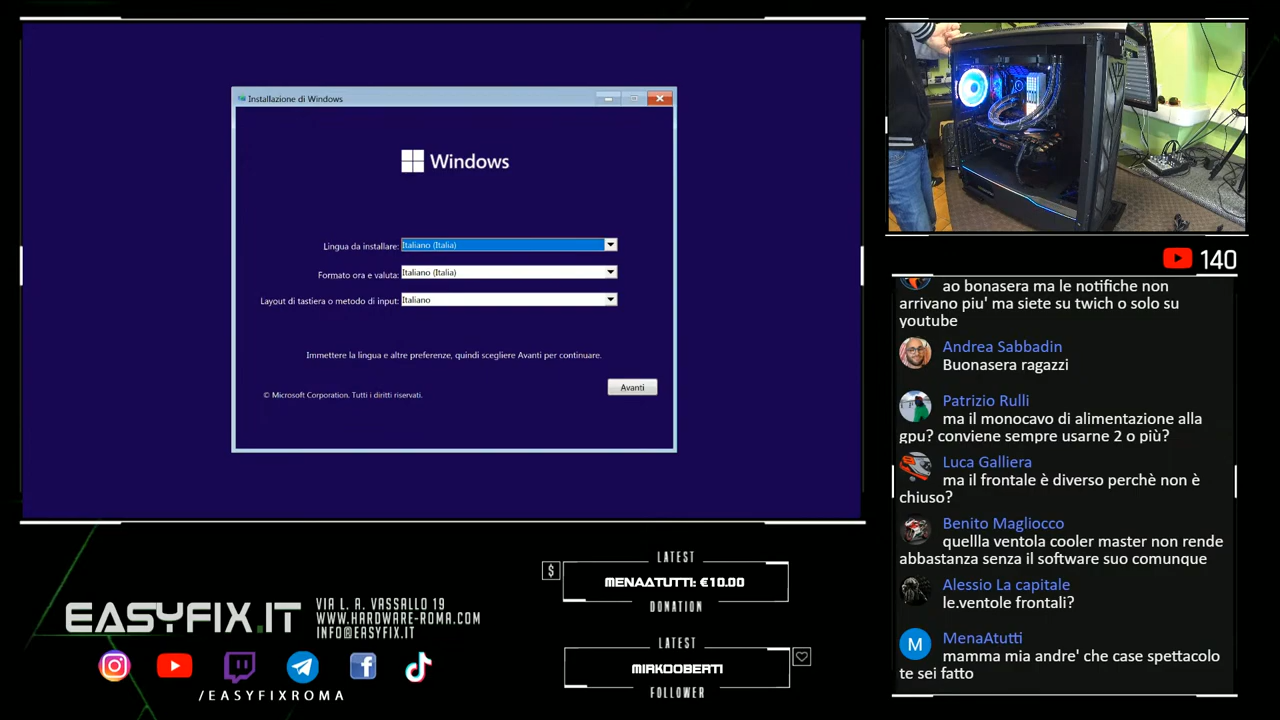 Installazione di Windows
Windows
Lingua da installare: Italiano (Italia)
Formato ora e valuta: Italiano (Italia)
Layout di tastiera o metodo di input: Italiano
Immettere la lingua e altre preferenze, quindi scegliere Avanti per continuare.
Avanti
© Microsoft Corporation. Tutti i diritti riservati.
140
ao bonasera ma le notifiche non
arrivano piu' ma siete su twich o solo su
youtube
Andrea Sabbadin
Buonasera ragazzi
Patrizio Rulli
ma il monocavo di alimentazione alla
gpu? conviene sempre usarne 2 o più?
Luca Galliera
ma il frontale è diverso perchè non è
chiuso?
Benito Magliocco
quellla ventola cooler master non rende
abbastanza senza il software suo comunque
Alessio La capitale
le.ventole frontali?
M
MenaAtutti
mamma mia andre' che case spettacolo
te sei fatto
EASYFIX.IT
VIA L. A. VASSALLO 19
WWW.HARDWARE-ROMA.COM
INFO@EASYFIX.IT
/EASYFIXROMA
$
LATEST
MENAATUTTI: €10.00
DONATION
LATEST
MIRKOOBERTI
FOLLOWER